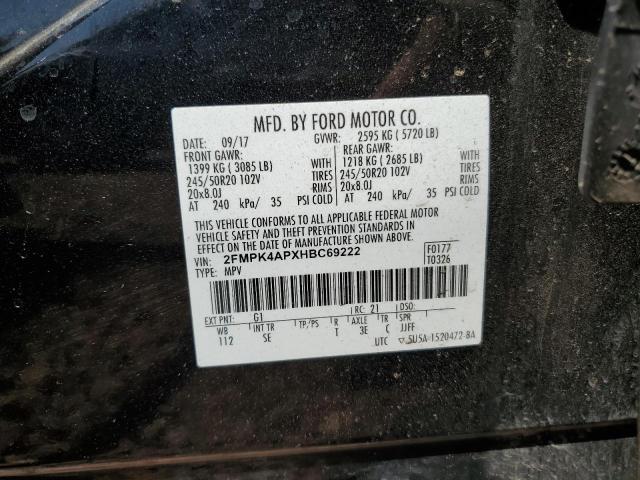 MFD. BY FORD MOTOR CO.
DATE: 09/17 GVWR: 2595 KG ( 5720 LB)
FRONT GAWR: REAR GAWR:
1399 KG ( 3085 LB) WITH 1218 KG ( 2685 LB) WITH
245/50R20 102V TIRES 245/50R20 102V TIRES
20x8.0J RIMS 20x8.0J RIMS
AT 240 kPa/ 35 PSI COLD AT 240 kPa/ 35 PSI COLD
THIS VEHICLE CONFORMS TO ALL APPLICABLE FEDERAL MOTOR
VEHICLE SAFETY AND THEFT PREVENTION STANDARDS IN
EFFECT ON THE DATE OF MANUFACTURE SHOWN ABOVE.
VIN: 2FMPK4APXHBC69222 F0177
TYPE: MPV T0326
EXT PNT: G1 RC: 21 DSO:
WB INT TR TP/PS R AXLE TR SPR
112 SE T 3E C JJFF
UTC ▽5U5A-1520472-BA